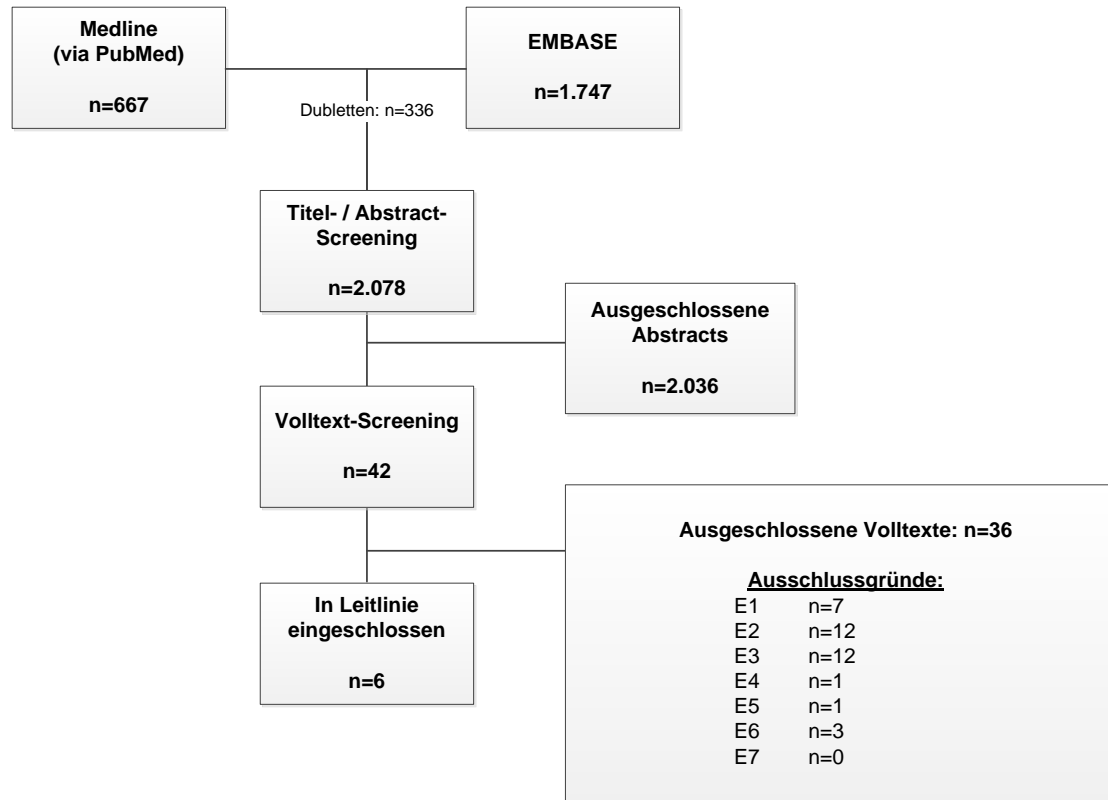 Medline
(via PubMed)
n=667
EMBASE
n=1.747
Dubletten: n=336
Titel- / Abstract-
Screening
n=2.078
Ausgeschlossene
Abstracts
n=2.036
Volltext-Screening
n=42
Ausgeschlossene Volltexte: n=36
Ausschlussgründe:
E1 n=7
E2 n=12
E3 n=12
E4 n=1
E5 n=1
E6 n=3
E7 n=0
In Leitlinie
eingeschlossen
n=6